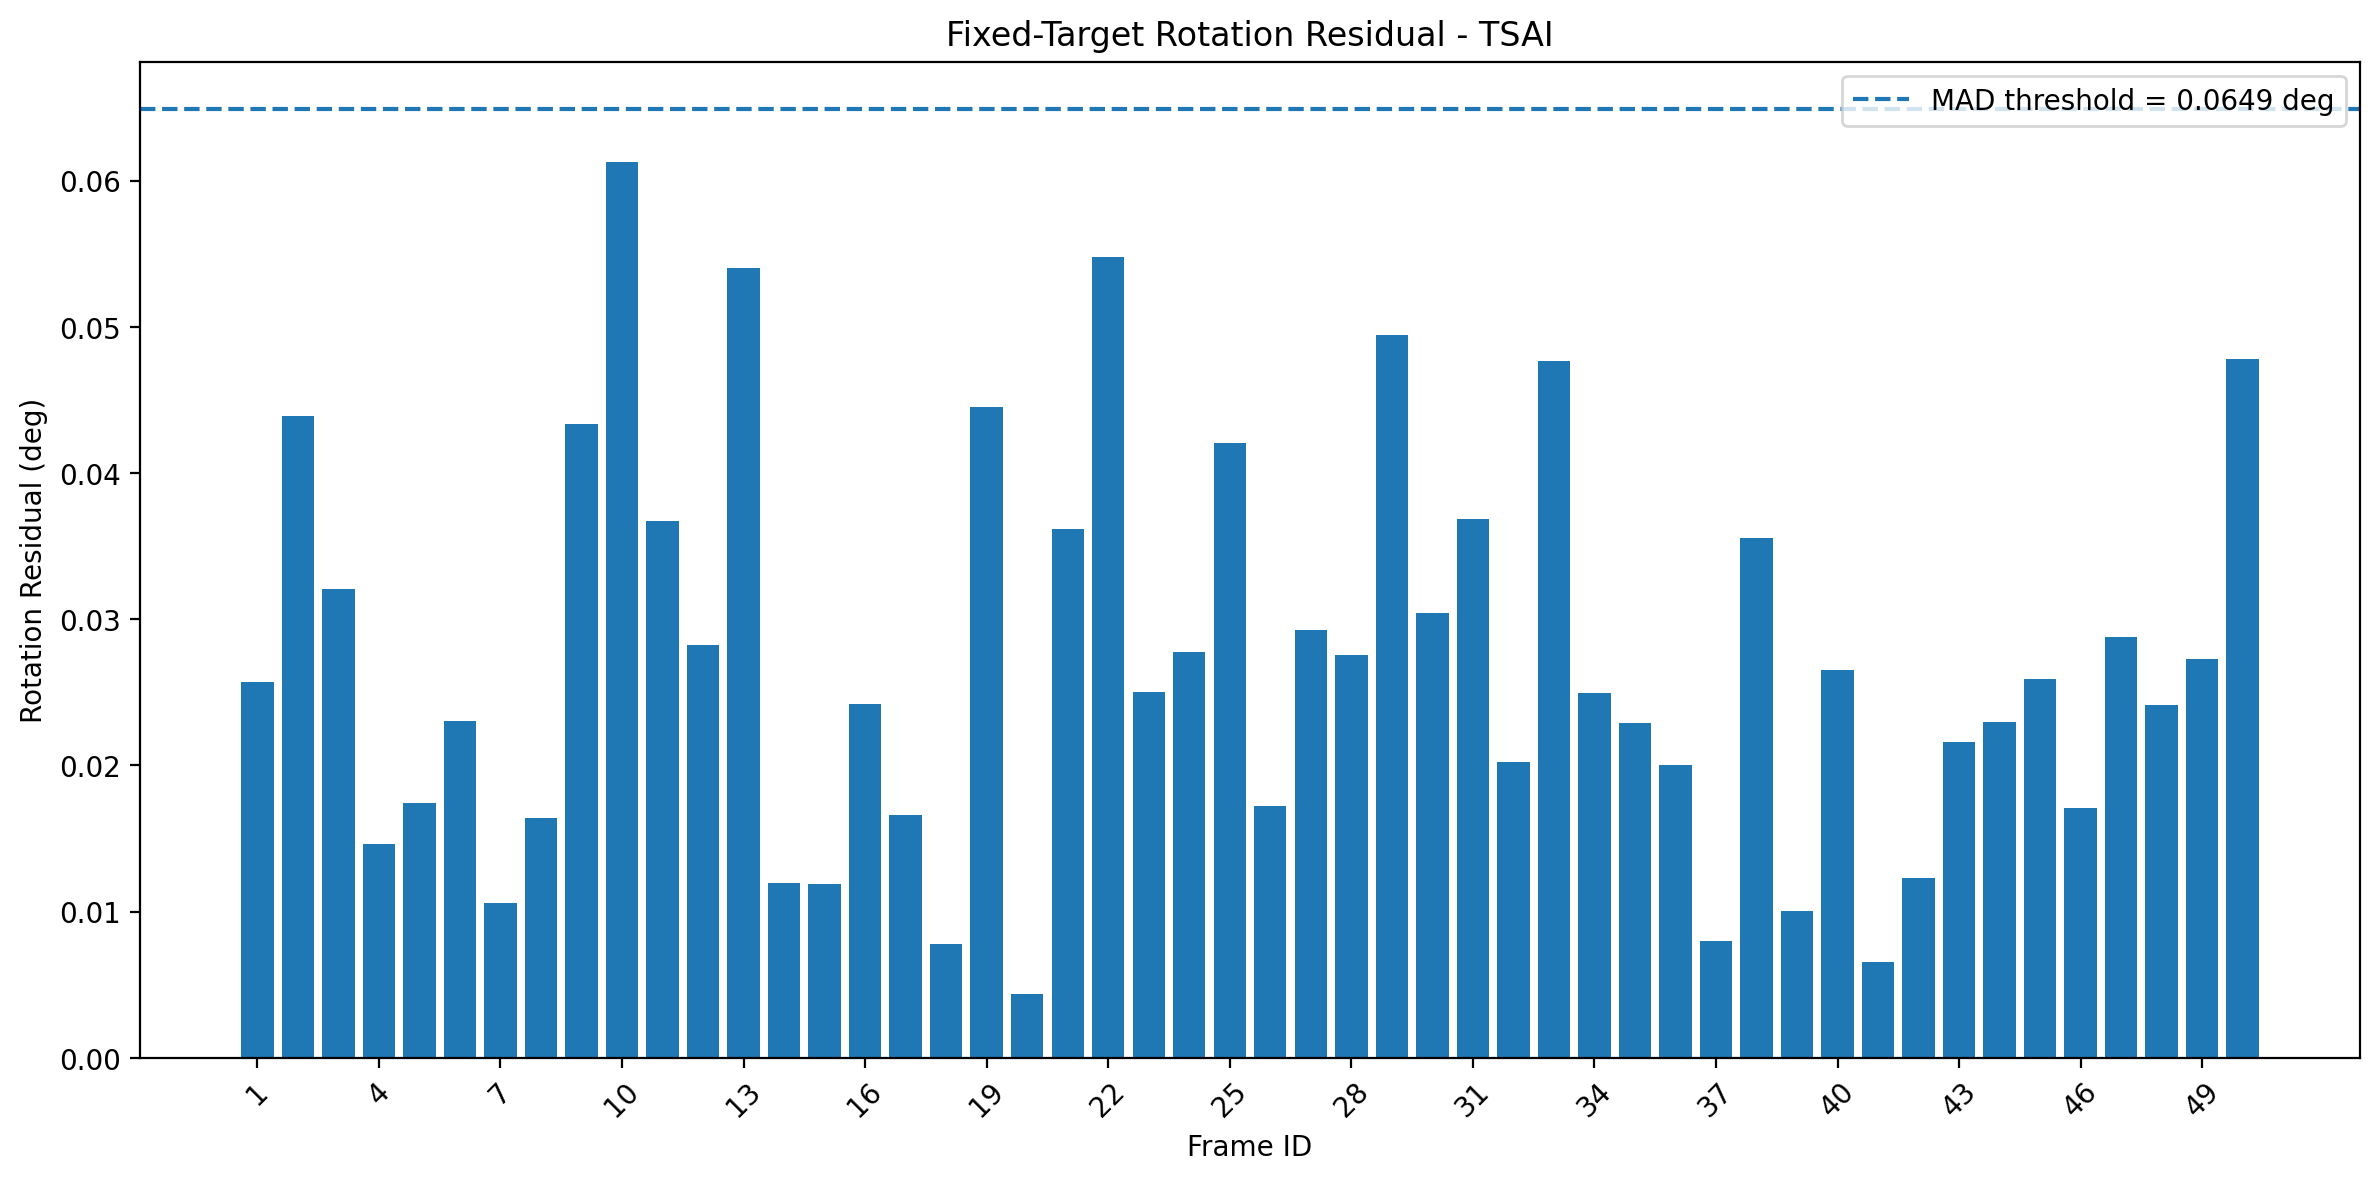 Fixed-Target Rotation Residual - TSAI
MAD threshold = 0.0649 deg
Rotation Residual (deg)
0.06
0.05
0.04
0.03
0.02
0.01
0.00
1 4 7 10 13 16 19 22 25 28 31 34 37 40 43 46 49
Frame ID